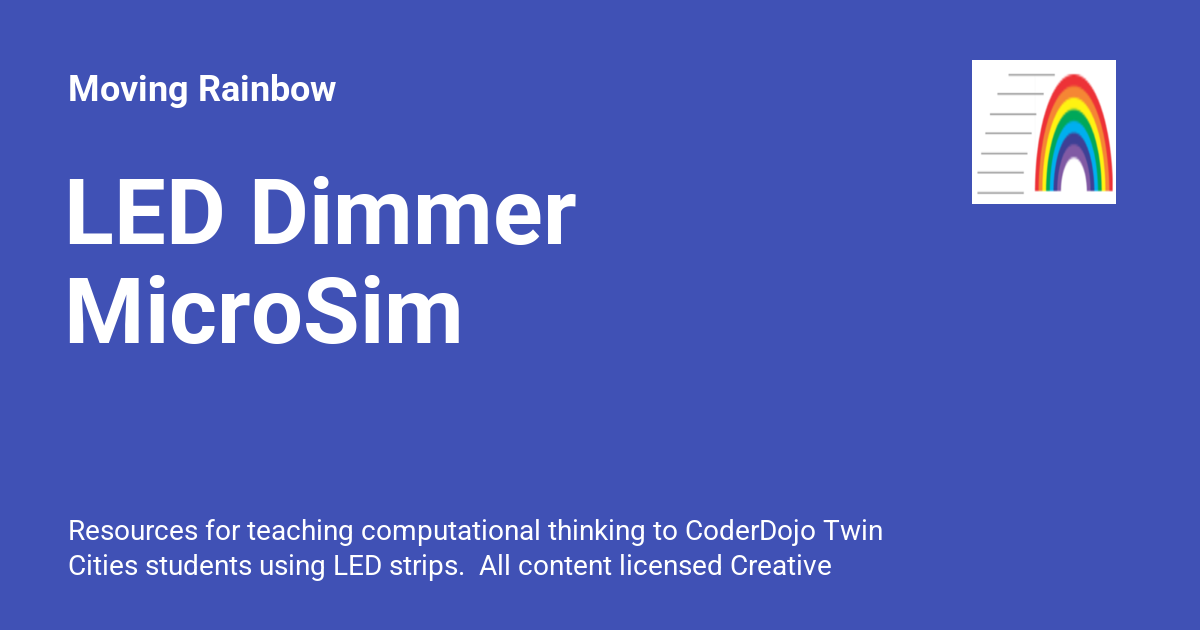 Moving Rainbow
LED Dimmer
MicroSim
Resources for teaching computational thinking to CoderDojo Twin
Cities students using LED strips.  All content licensed Creative